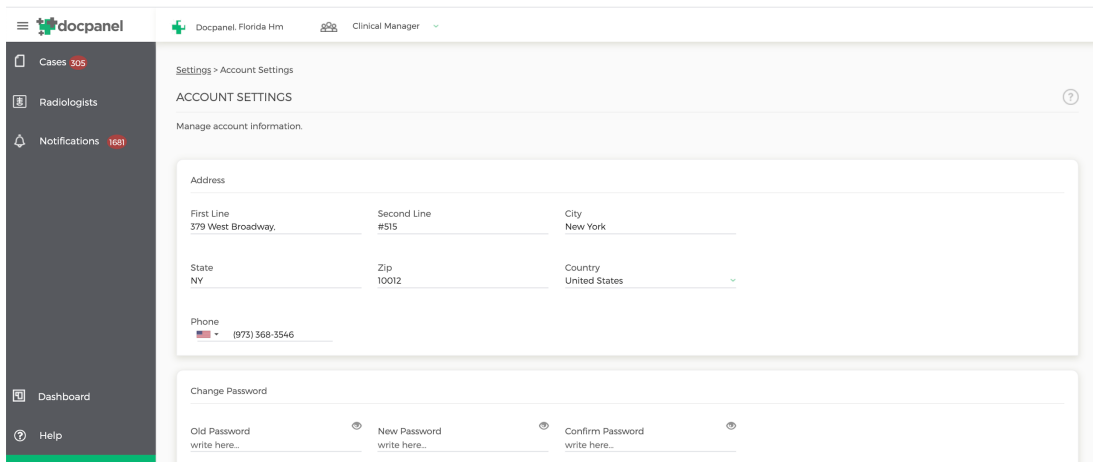 docpanel
Docpanel. Florida Hm
Clinical Manager
Cases 305
Radiologists
Notifications 1681
Dashboard
Help
Settings > Account Settings
ACCOUNT SETTINGS
?
Manage account information.
Address
First Line Second Line City
379 West Broadway, #515 New York
State Zip Country
NY 10012 United States
Phone
(973) 368-3546
Change Password
Old Password New Password Confirm Password
write here... write here... write here...